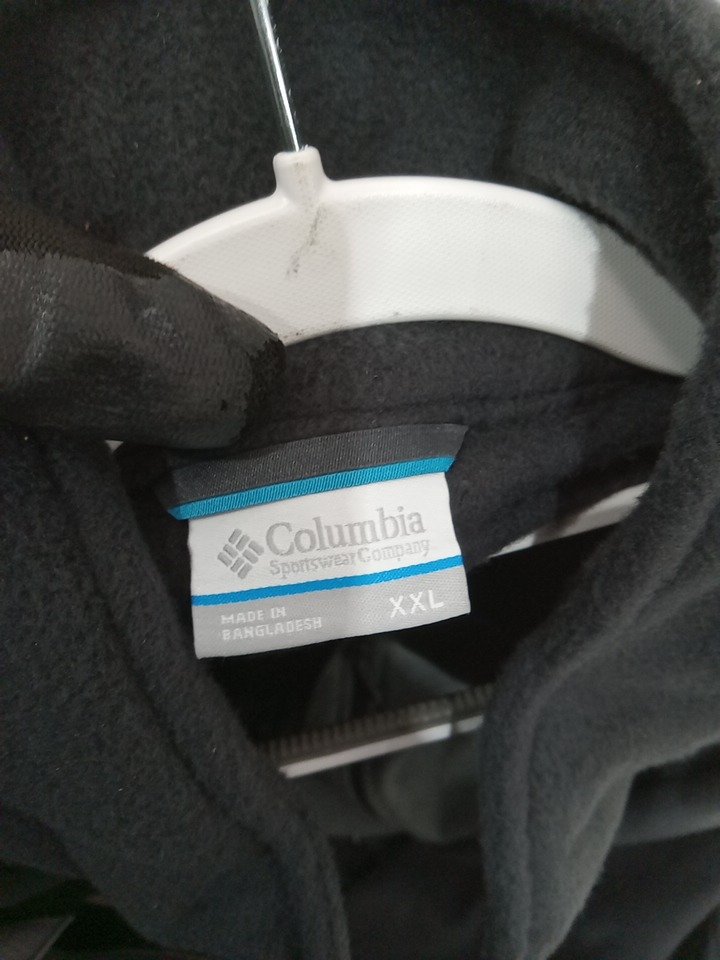 Columbia
Sportswear Company
MADE IN
BANGLADESH
XXL